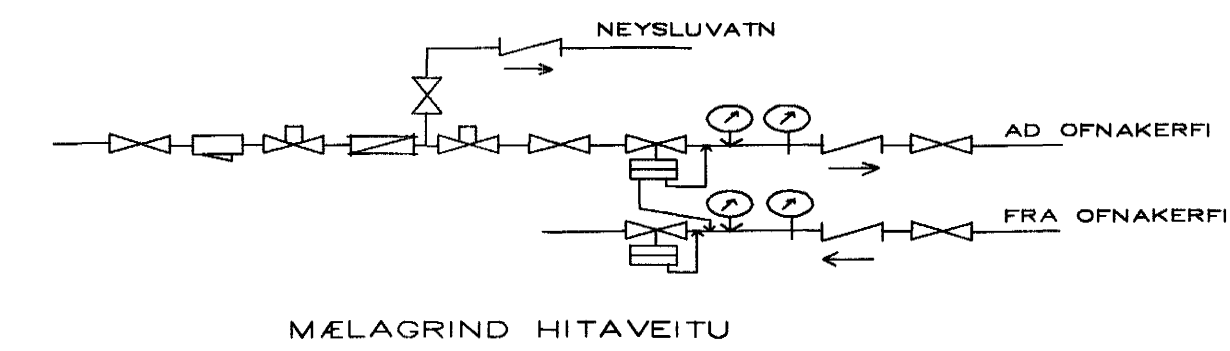 NEYSLUVATN
AD OFNAKERFI
FRA OFNAKERFI
MÆLAGRIND HITAVEITU